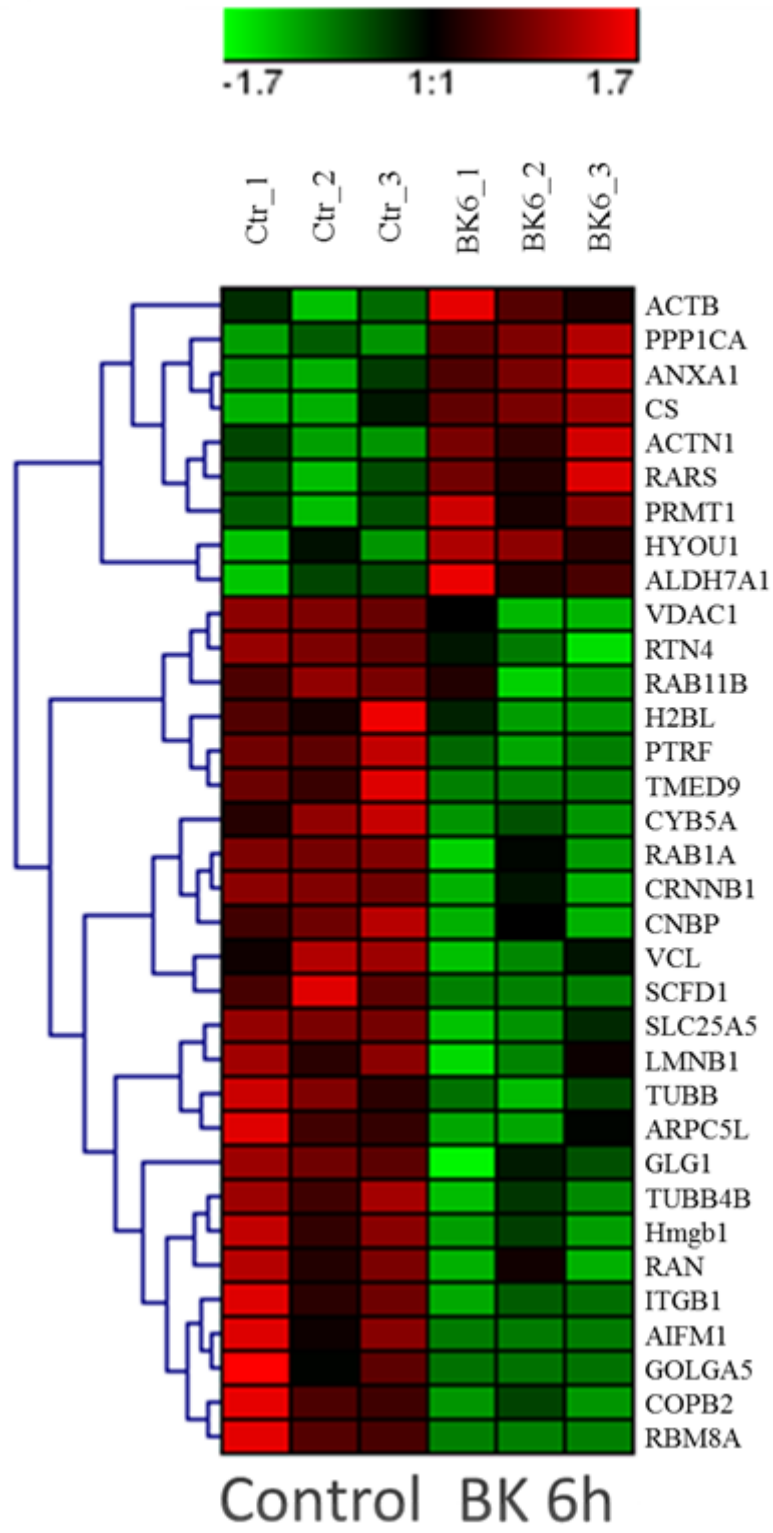 -1.7 1:1 1.7
Ctr_1 Ctr_2 Ctr_3 BK6_1 BK6_2 BK6_3
ACTB
PPP1CA
ANXA1
CS
ACTN1
RARS
PRMT1
HYOU1
ALDH7A1
VDAC1
RTN4
RAB11B
H2BL
PTRF
TMED9
CYB5A
RAB1A
CRNNB1
CNBP
VCL
SCFD1
SLC25A5
LMNB1
TUBB
ARPC5L
GLG1
TUBB4B
Hmgb1
RAN
ITGB1
AIFM1
GOLGA5
COPB2
RBM8A
Control BK 6h